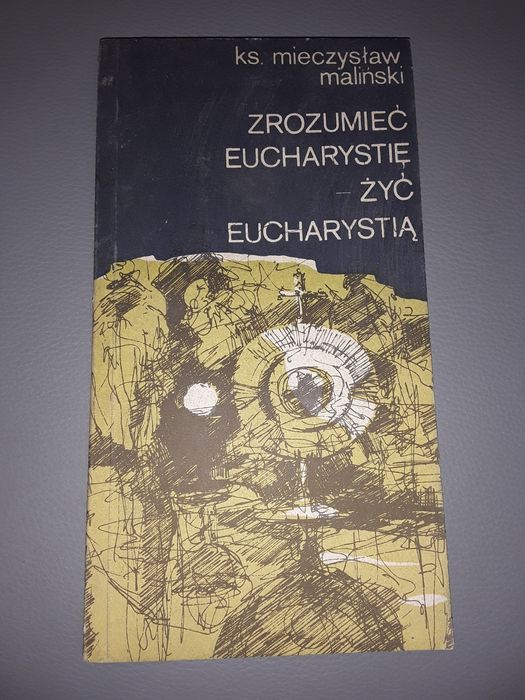 ks. mieczysław
maliński
ZROZUMIEĆ
EUCHARYSTIĘ
– ŻYĆ
EUCHARYSTIĄ